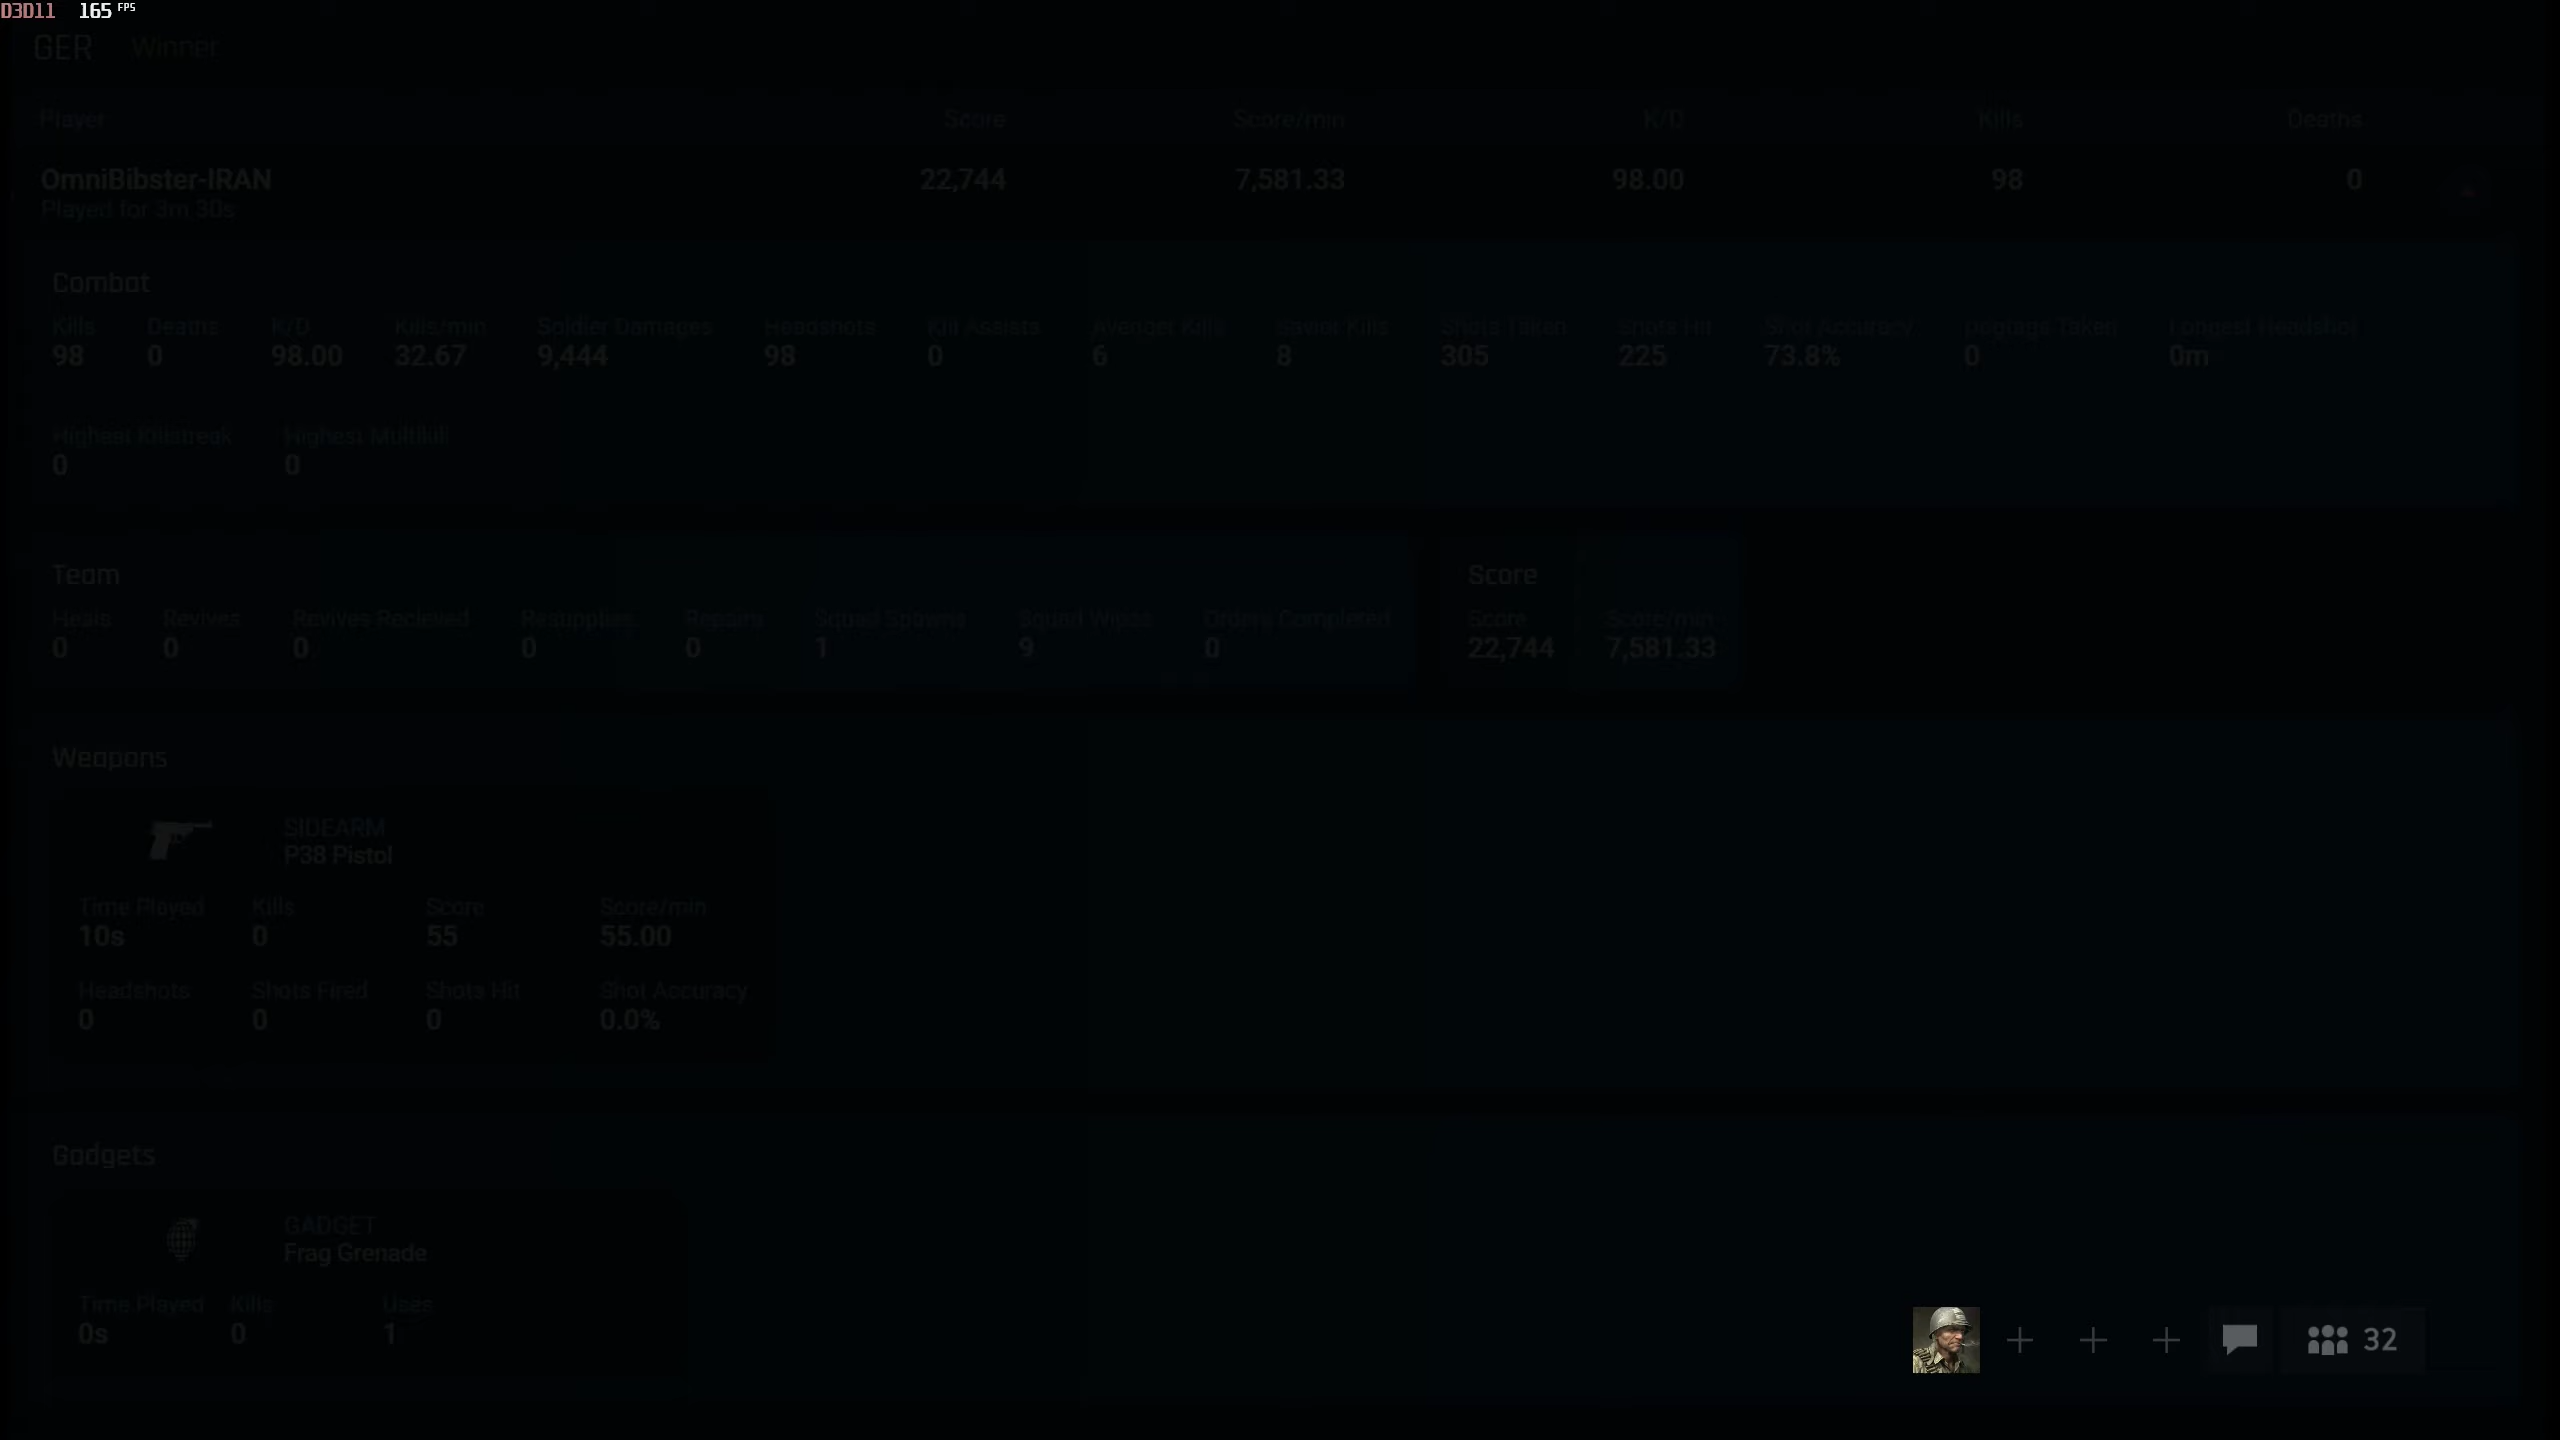 D3D11 165 FPS
GER Winner
Player Score Score/min K/D Kills Deaths
OmniBibster-IRAN 22,744 7,581.33 98.00 98 0
Played for 3m 30s
Combat
Kills Deaths K/D Kills/min Spldier Dameges Headshots Kill Assists Avenger Kills Savior Kills Shots Taken Shots Hit Shot Accuracy Dogtags Taken Longest Headshot
98 0 98.00 32.67 9,444 98 0 6 8 305 225 73.8% 0 0m
Highest Killstreak Highest Multikill
0 0
Team Score
Heals Revives Revives Recieved Resupplies Repairs Squad Spawns Squad Wipes Orders Completed Score Score/min
0 0 0 0 0 1 9 0 22,744 7,581.33
Weapons
SIDEARM
P38 Pistol
Time Played Kills Score Score/min
10s 0 55 55.00
Headshots Shots Fired Shots Hit Shot Accuracy
0 0 0 0.0%
Gadgets
GADGET
Frag Grenade
Time Played Kills Uses
0s 0 1
32